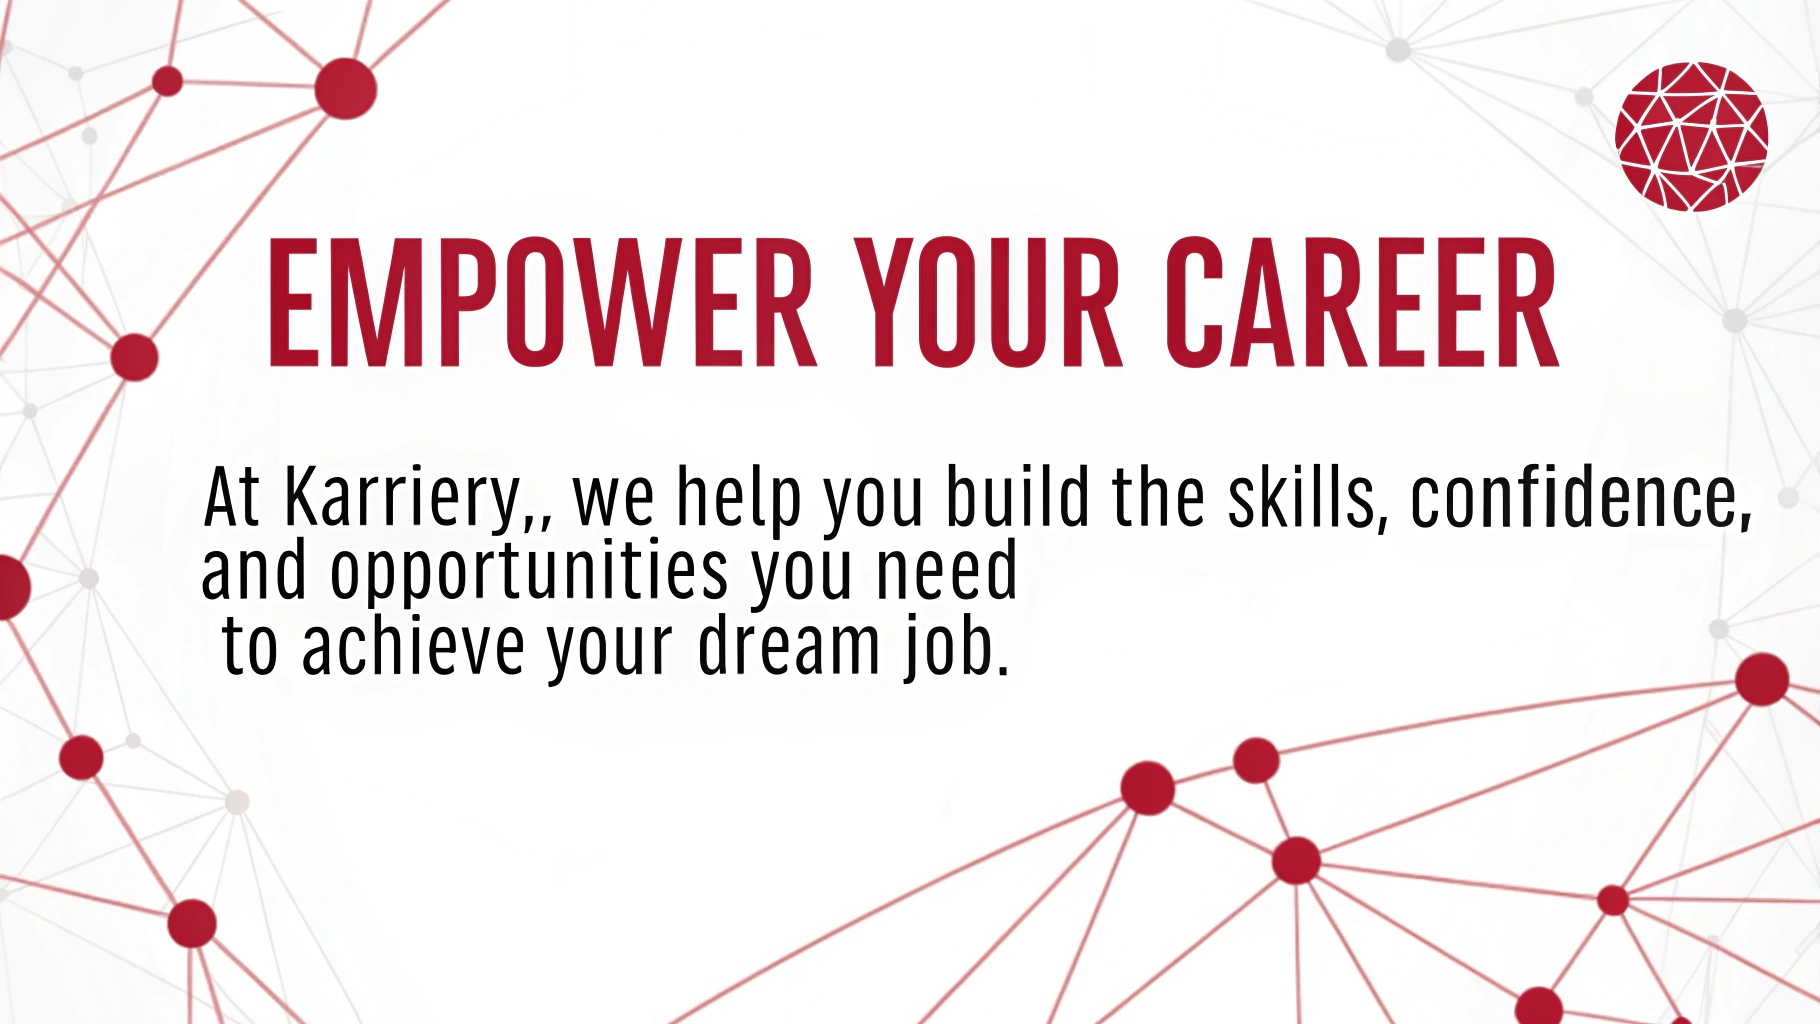 EMPOWER YOUR CAREER
At Karriery,, we help you build the skills, confidence,
and opportunities you need
to achieve your dream job.